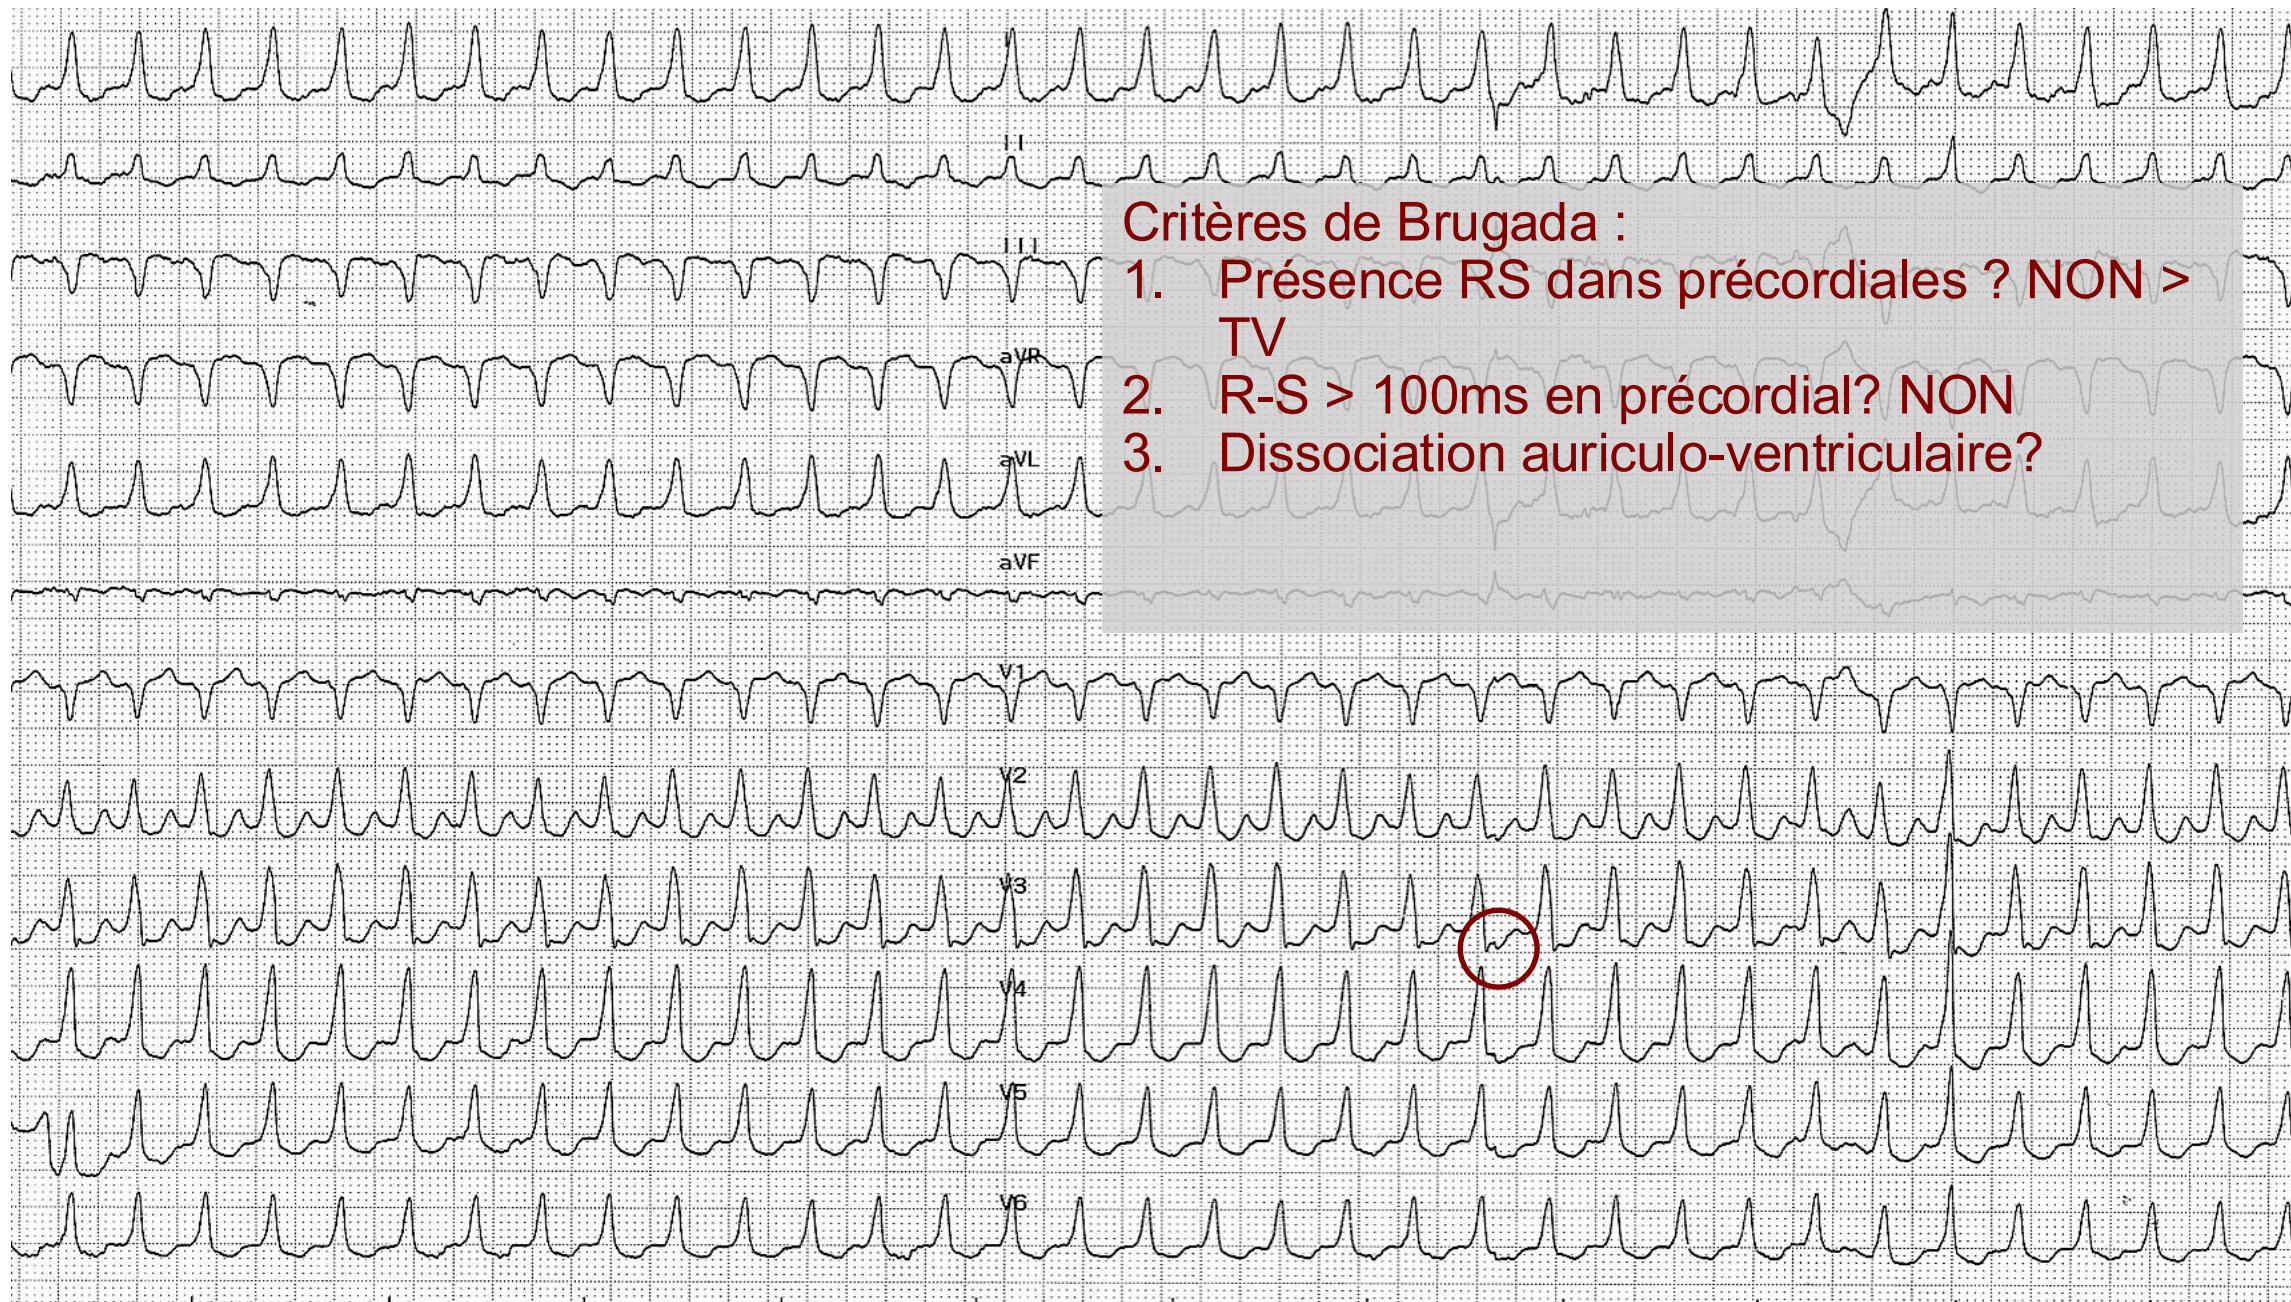 I
II
III
aVR
aVL
aVF
Critères de Brugada :
1. Présence RS dans précordiales ? NON >
TV
2. R-S > 100ms en précordial? NON
3. Dissociation auriculo-ventriculaire?
V1
V2
V3
V4
V5
V6